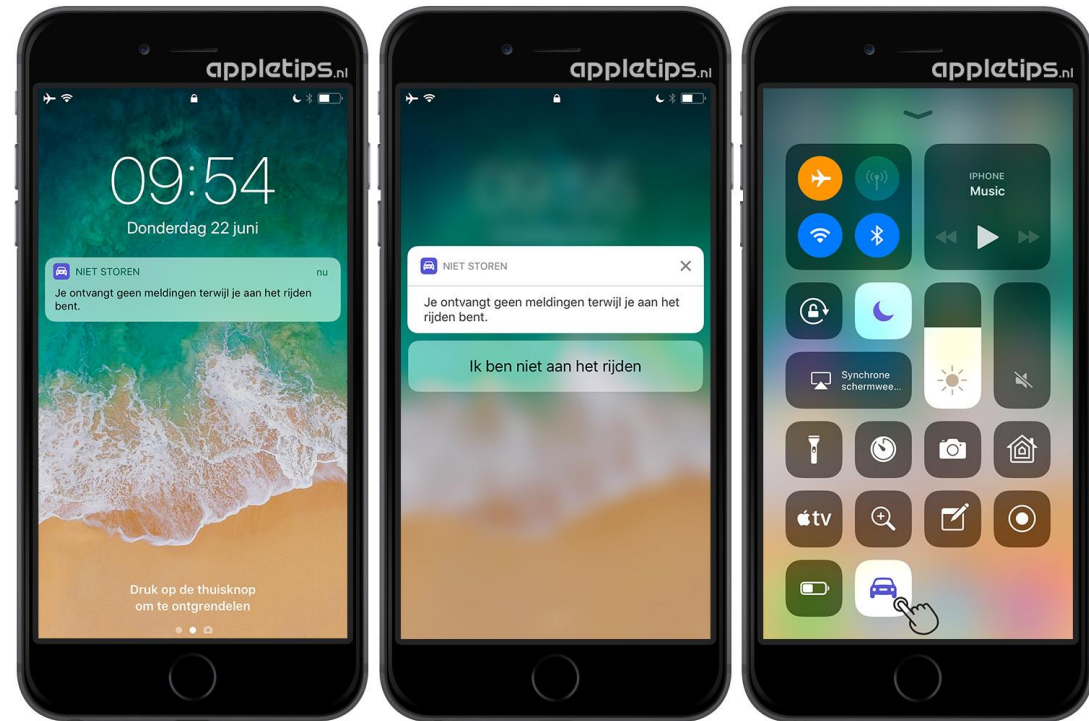 appletips.nl
09:54
Donderdag 22 juni
NIET STOREN nu
Je ontvangt geen meldingen terwijl je aan het rijden
bent.
Druk op de thuisknop
om te ontgrendelen
appletips.nl
NIET STOREN
Je ontvangt geen meldingen terwijl je aan het
rijden bent.
Ik ben niet aan het rijden
appletips.nl
IPHONE
Music
Synchrone
schermwee...
tv